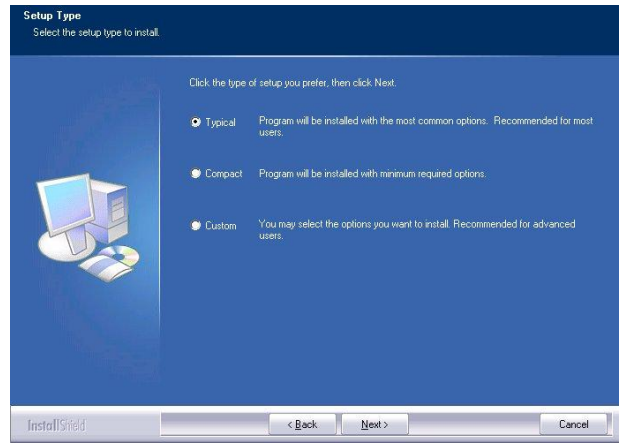 Setup Type
Select the setup type to install.
Click the type of setup you prefer, then click Next.
Typical Program will be installed with the most common options. Recommended for most
users.
Compact Program will be installed with minimum required options.
Custom You may select the options you want to install. Recommended for advanced
users.
InstallShield < Back Next > Cancel